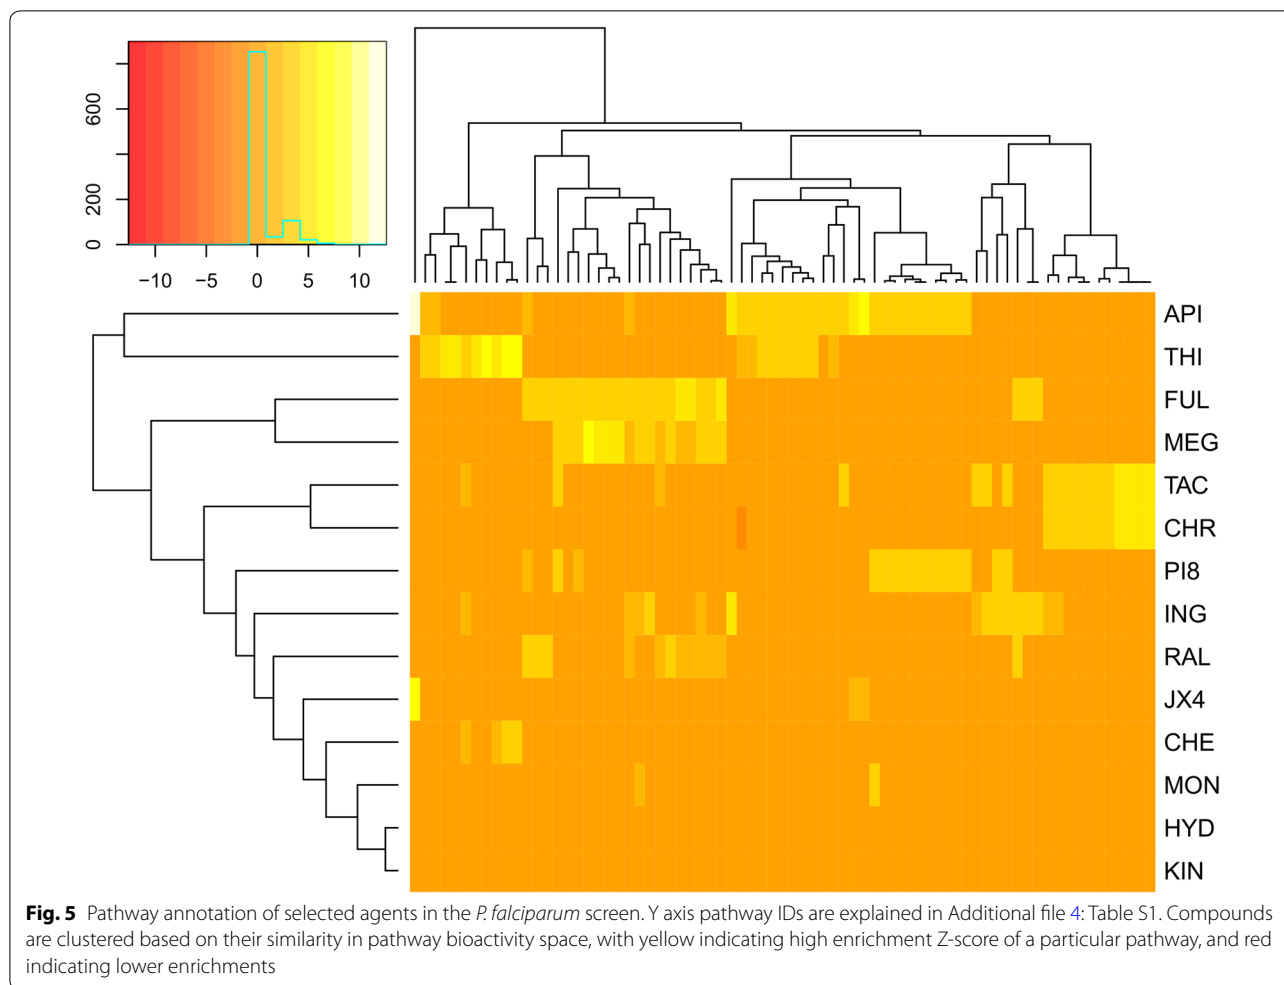 0 200 600
−10 −5 0 5 10
API
THI
FUL
MEG
TAC
CHR
PI8
ING
RAL
JX4
CHE
MON
HYD
KIN
Fig. 5 Pathway annotation of selected agents in the P. falciparum screen. Y axis pathway IDs are explained in Additional file 4: Table S1. Compounds
are clustered based on their similarity in pathway bioactivity space, with yellow indicating high enrichment Z-score of a particular pathway, and red
indicating lower enrichments